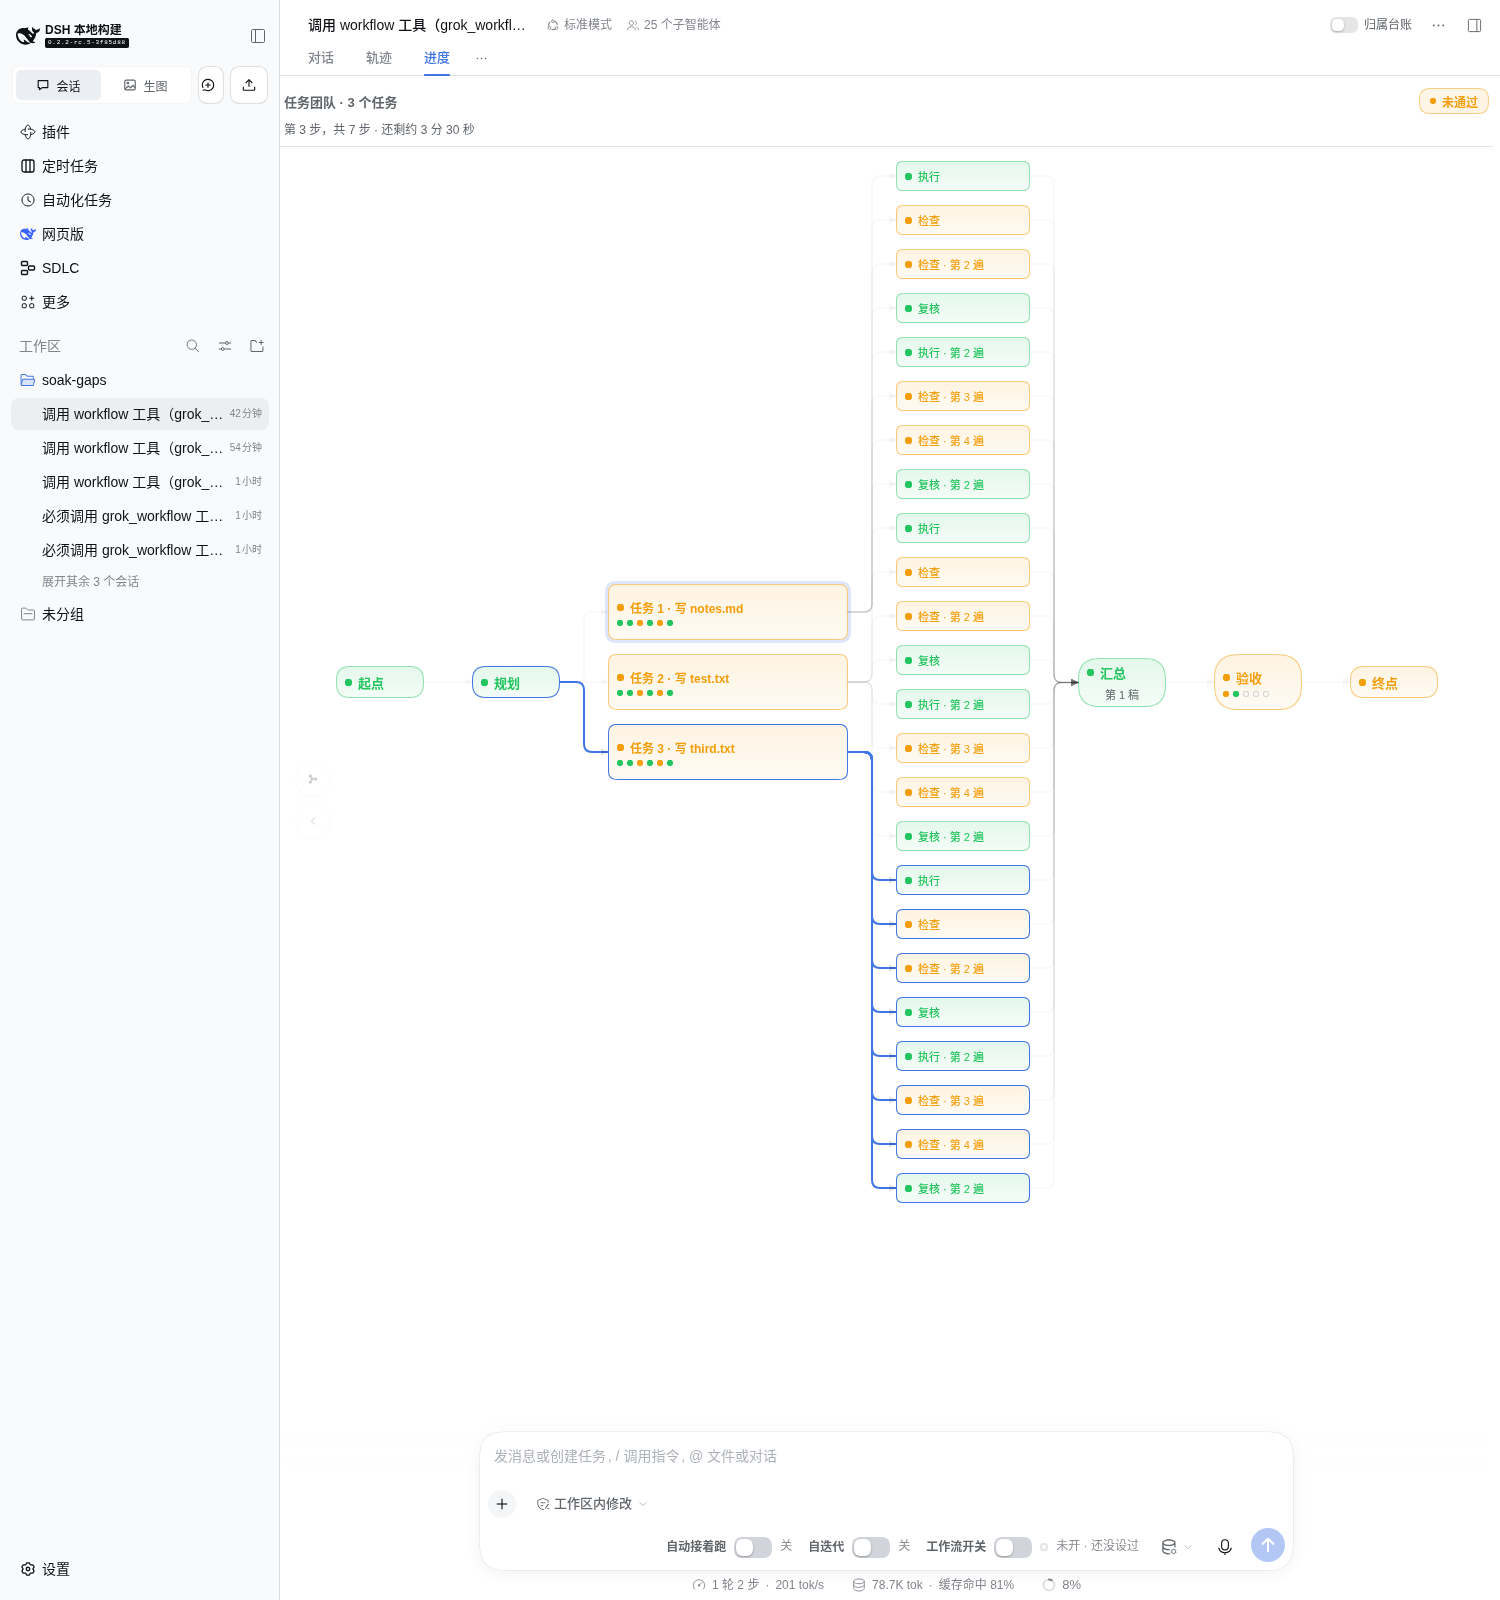 DSH 本地构建
0.2.2-rc.5-3f85d88
会话
生图
插件
定时任务
自动化任务
网页版
SDLC
更多
工作区
soak-gaps
调用 workflow 工具（grok_... 42分钟
调用 workflow 工具（grok_... 54分钟
调用 workflow 工具（grok_... 1小时
必须调用 grok_workflow 工... 1小时
必须调用 grok_workflow 工... 1小时
展开其余 3 个会话
未分组
设置
调用 workflow 工具（grok_workfl...
标准模式
25 个子智能体
归属台账
对话
轨迹
进度
任务团队 · 3 个任务
第 3 步，共 7 步 · 还剩约 3 分 30 秒
未通过
起点
规划
任务 1 · 写 notes.md
任务 2 · 写 test.txt
任务 3 · 写 third.txt
执行
检查
检查 · 第 2 遍
复核
执行 · 第 2 遍
检查 · 第 3 遍
检查 · 第 4 遍
复核 · 第 2 遍
执行
检查
检查 · 第 2 遍
复核
执行 · 第 2 遍
检查 · 第 3 遍
检查 · 第 4 遍
复核 · 第 2 遍
执行
检查
检查 · 第 2 遍
复核
执行 · 第 2 遍
检查 · 第 3 遍
检查 · 第 4 遍
复核 · 第 2 遍
汇总
第 1 稿
验收
终点
发消息或创建任务, / 调用指令, @ 文件或对话
工作区内修改
自动接着跑 关 自迭代 关 工作流开关 未开 · 还没设过
1 轮 2 步 · 201 tok/s 78.7K tok · 缓存命中 81% 8%